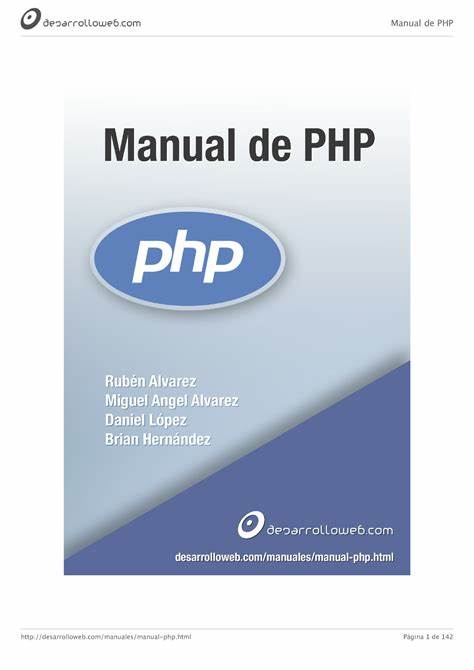 desarrolloweb.com
Manual de PHP
Manual de PHP
php
Rubén Alvarez
Miguel Angel Alvarez
Daniel López
Brian Hernández
desarrolloweb.com
desarrolloweb.com/manuales/manual-php.html
http://desarrolloweb.com/manuales/manual-php.html
Página 1 de 142